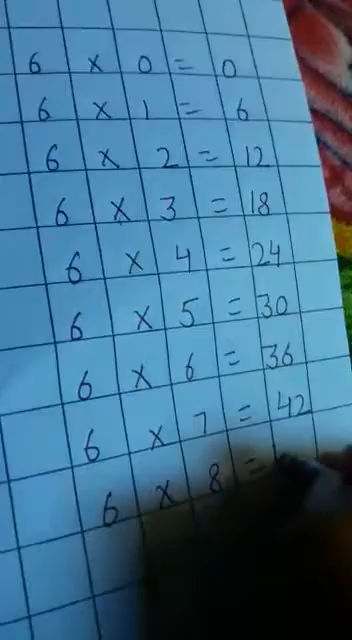 6 × 0 = 0
6 × 1 = 6
6 × 2 = 12
6 × 3 = 18
6 × 4 = 24
6 × 5 = 30
6 × 6 = 36
6 × 7 = 42
6 × 8 =